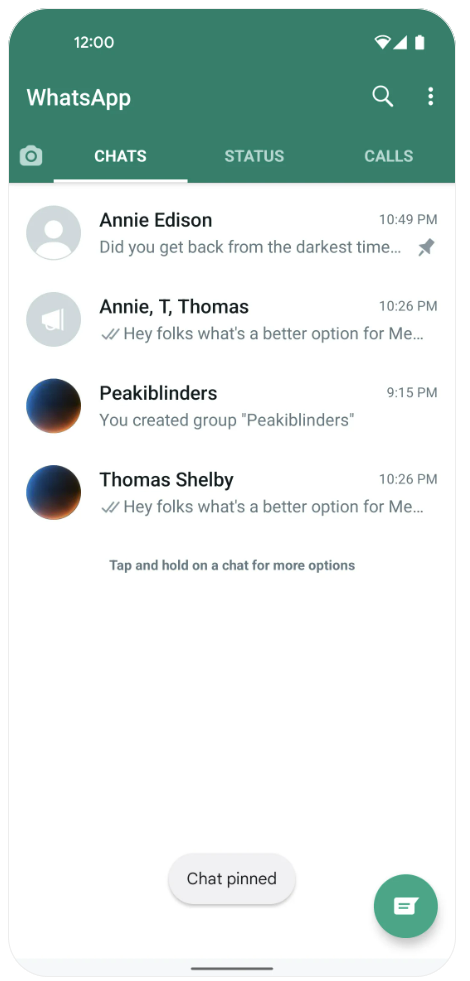 12:00
WhatsApp
CHATS STATUS CALLS
Annie Edison 10:49 PM
Did you get back from the darkest time...
Annie, T, Thomas 10:26 PM
Hey folks what's a better option for Me...
Peakiblinders 9:15 PM
You created group "Peakiblinders"
Thomas Shelby 10:26 PM
Hey folks what's a better option for Me...
Tap and hold on a chat for more options
Chat pinned